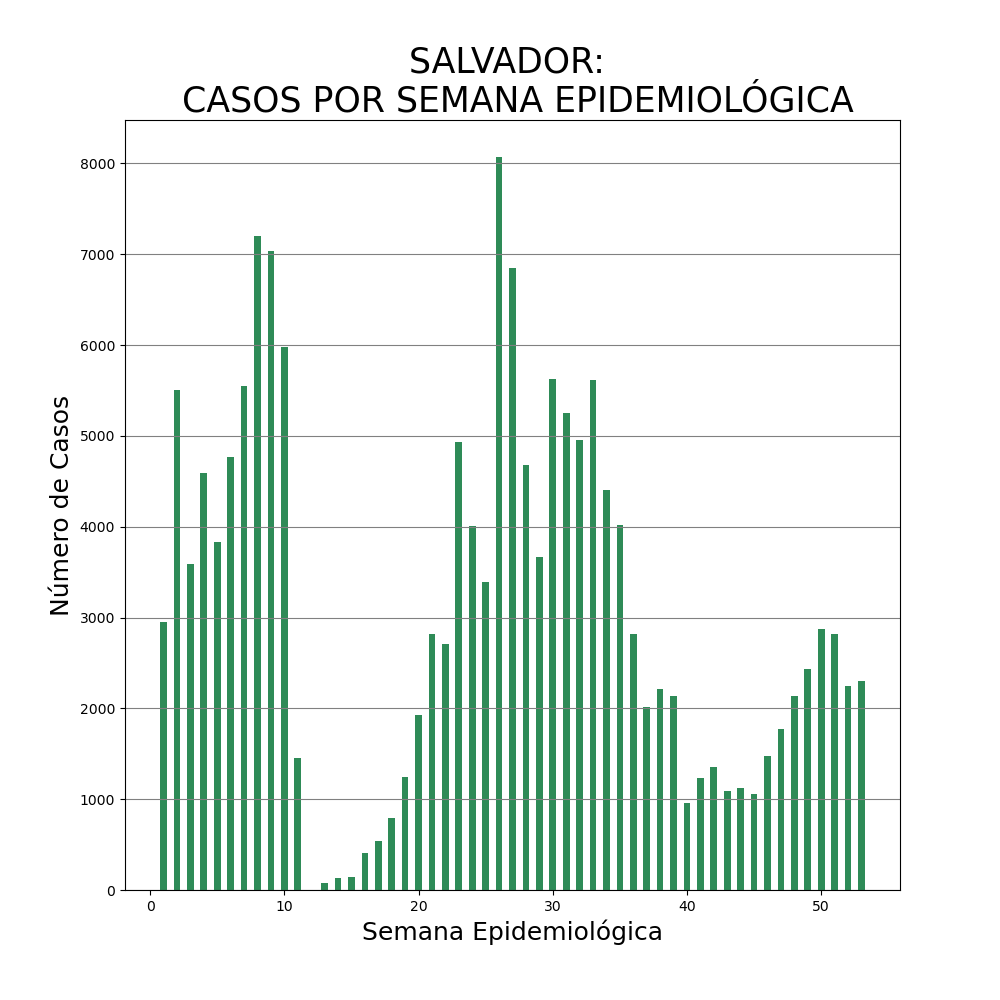 SALVADOR:
CASOS POR SEMANA EPIDEMIOLÓGICA
8000
7000
6000
5000
4000
3000
2000
1000
0
Número de Casos
0 10 20 30 40 50
Semana Epidemiológica